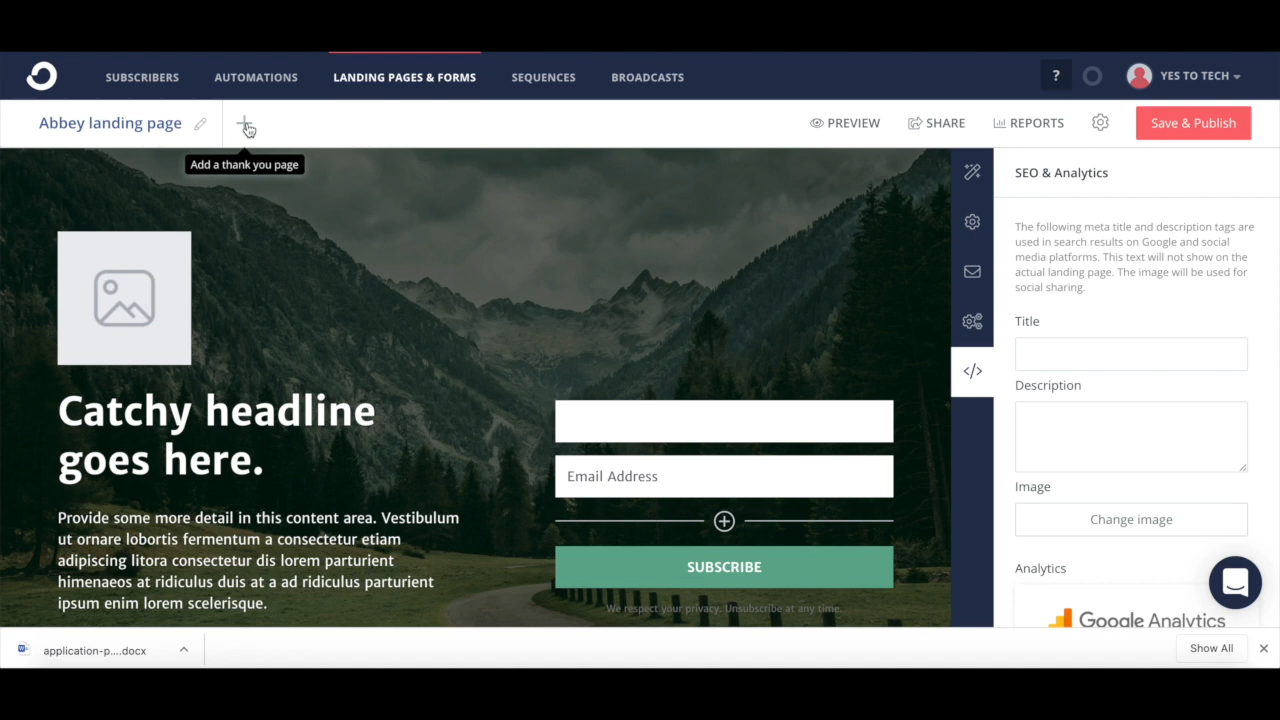 SUBSCRIBERS AUTOMATIONS LANDING PAGES & FORMS SEQUENCES BROADCASTS ? YES TO TECH
Abbey landing page PREVIEW SHARE REPORTS Save & Publish
Add a thank you page
SEO & Analytics
The following meta title and description tags are
used in search results on Google and social
media platforms. This text will not show on the
actual landing page. The image will be used for
social sharing.
Title
Description
Image
Change image
Analytics
Google Analytics
Catchy headline
goes here.
Provide some more detail in this content area. Vestibulum
ut ornare lobortis fermentum a consectetur etiam
adipiscing litora consectetur dis lorem parturient
himenaeos at ridiculus duis at a ad ridiculus parturient
ipsum enim lorem scelerisque.
Email Address
SUBSCRIBE
We respect your privacy. Unsubscribe at any time.
application-p....docx
Show All